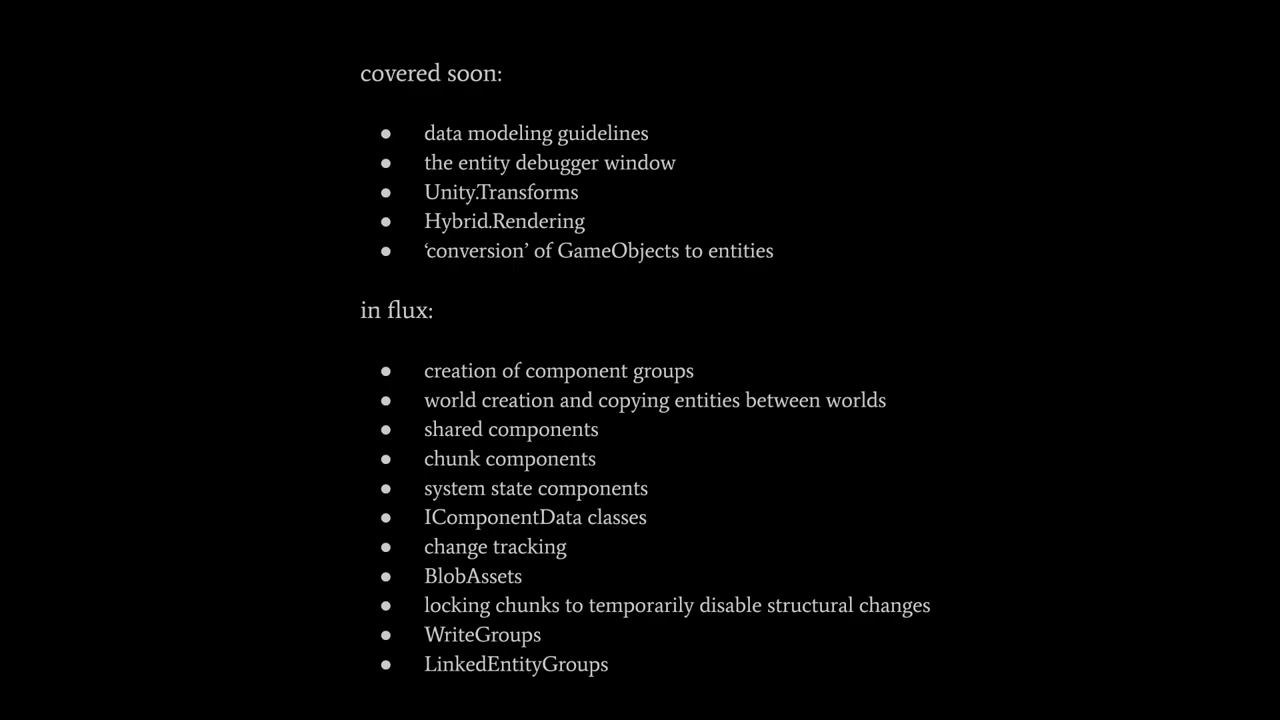 covered soon:
● data modeling guidelines
● the entity debugger window
● Unity.Transforms
● Hybrid.Rendering
● ‘conversion’ of GameObjects to entities
in flux:
● creation of component groups
● world creation and copying entities between worlds
● shared components
● chunk components
● system state components
● IComponentData classes
● change tracking
● BlobAssets
● locking chunks to temporarily disable structural changes
● WriteGroups
● LinkedEntityGroups